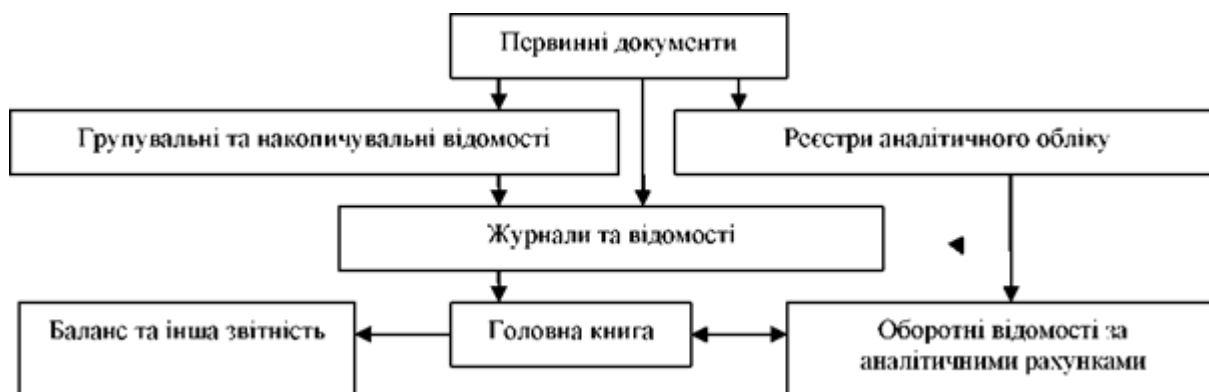 Первинні документи
Групувальні та накопичувальні відомості
Реєстри аналітичного обліку
Журнали та відомості
Баланс та інша звітність
Головна книга
Оборотні відомості за
аналітичними рахунками